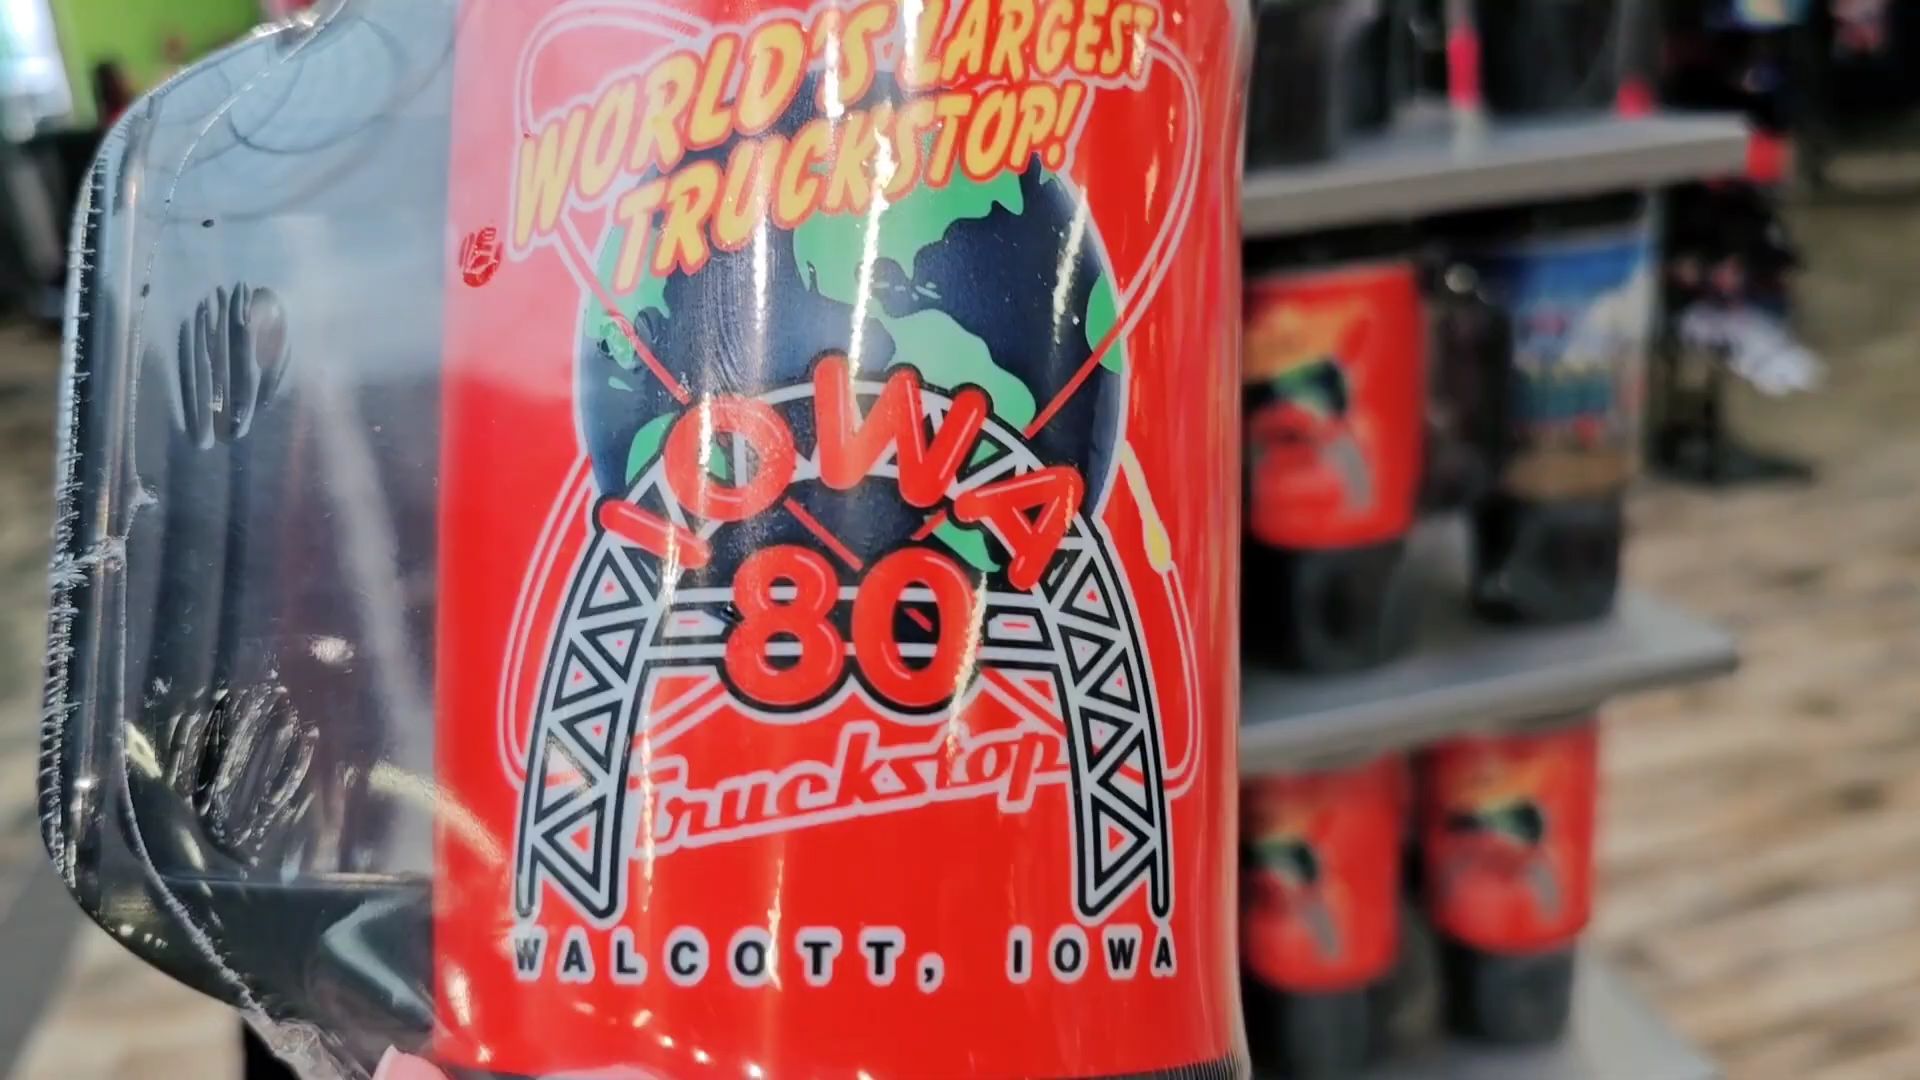 WORLD'S LARGEST
TRUCKSTOP!
IOWA
80
Truckstop
WALCOTT, IOWA